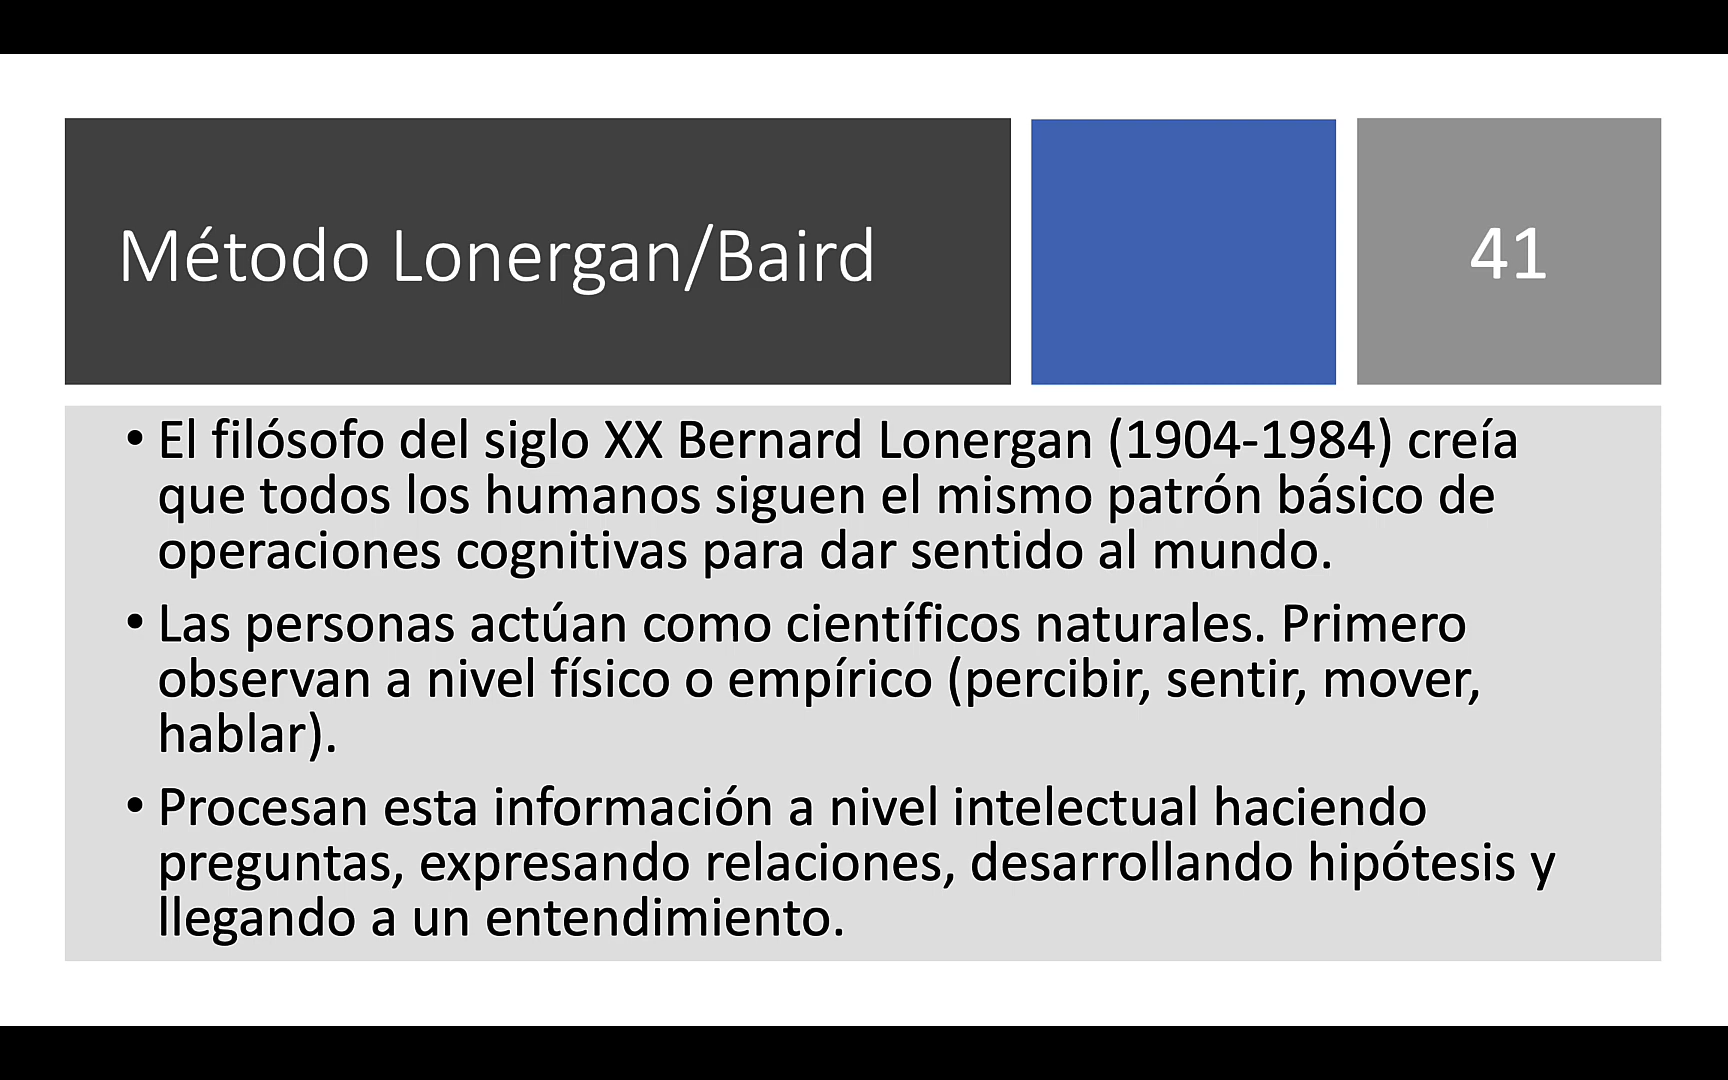 Método Lonergan/Baird
41
• El filósofo del siglo XX Bernard Lonergan (1904-1984) creía
que todos los humanos siguen el mismo patrón básico de
operaciones cognitivas para dar sentido al mundo.
• Las personas actúan como científicos naturales. Primero
observan a nivel físico o empírico (percibir, sentir, mover,
hablar).
• Procesan esta información a nivel intelectual haciendo
preguntas, expresando relaciones, desarrollando hipótesis y
llegando a un entendimiento.